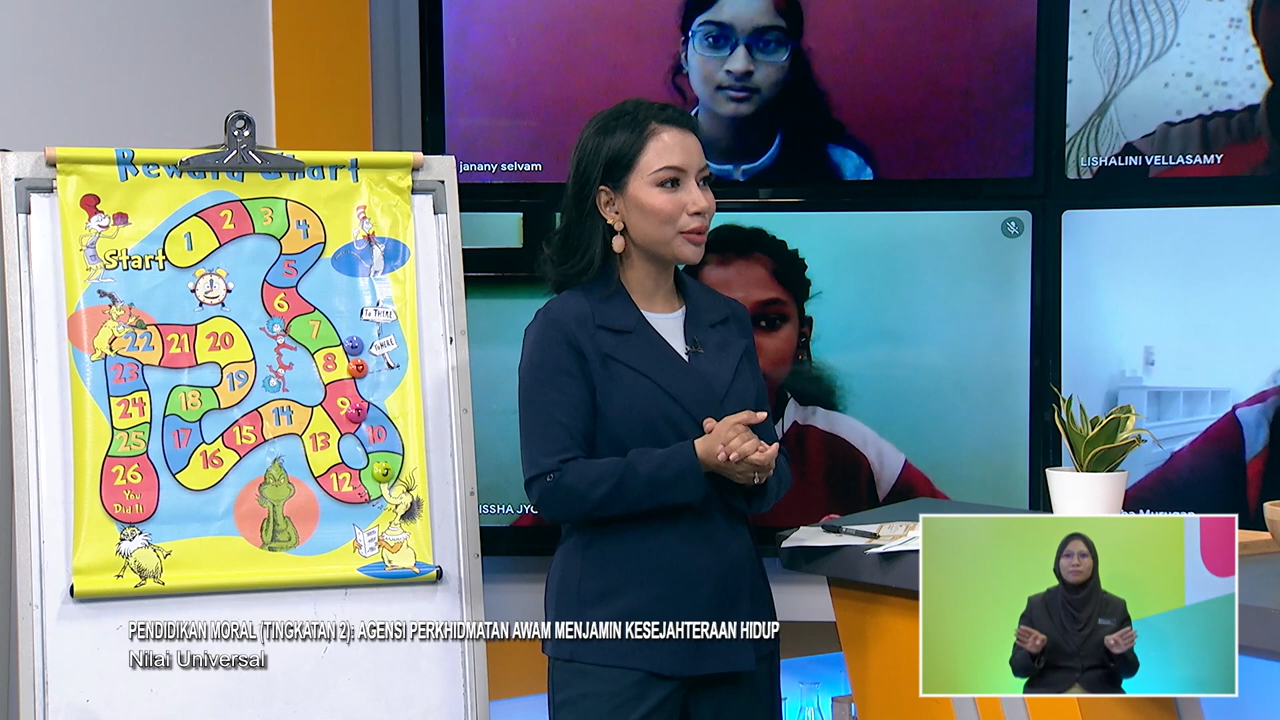 Reward Chart
Start
1
2
3
4
5
6
7
8
9
10
12
13
14
15
16
17
18
19
20
21
22
23
24
25
26
You
Did It
TO THERE
janany selvam
LISHALINI VELLASAMY
PENDIDIKAN MORAL (TINGKATAN 2): AGENSI PERKHIDMATAN AWAM MENJAMIN KESEJAHTERAAN HIDUP
Nilai Universal